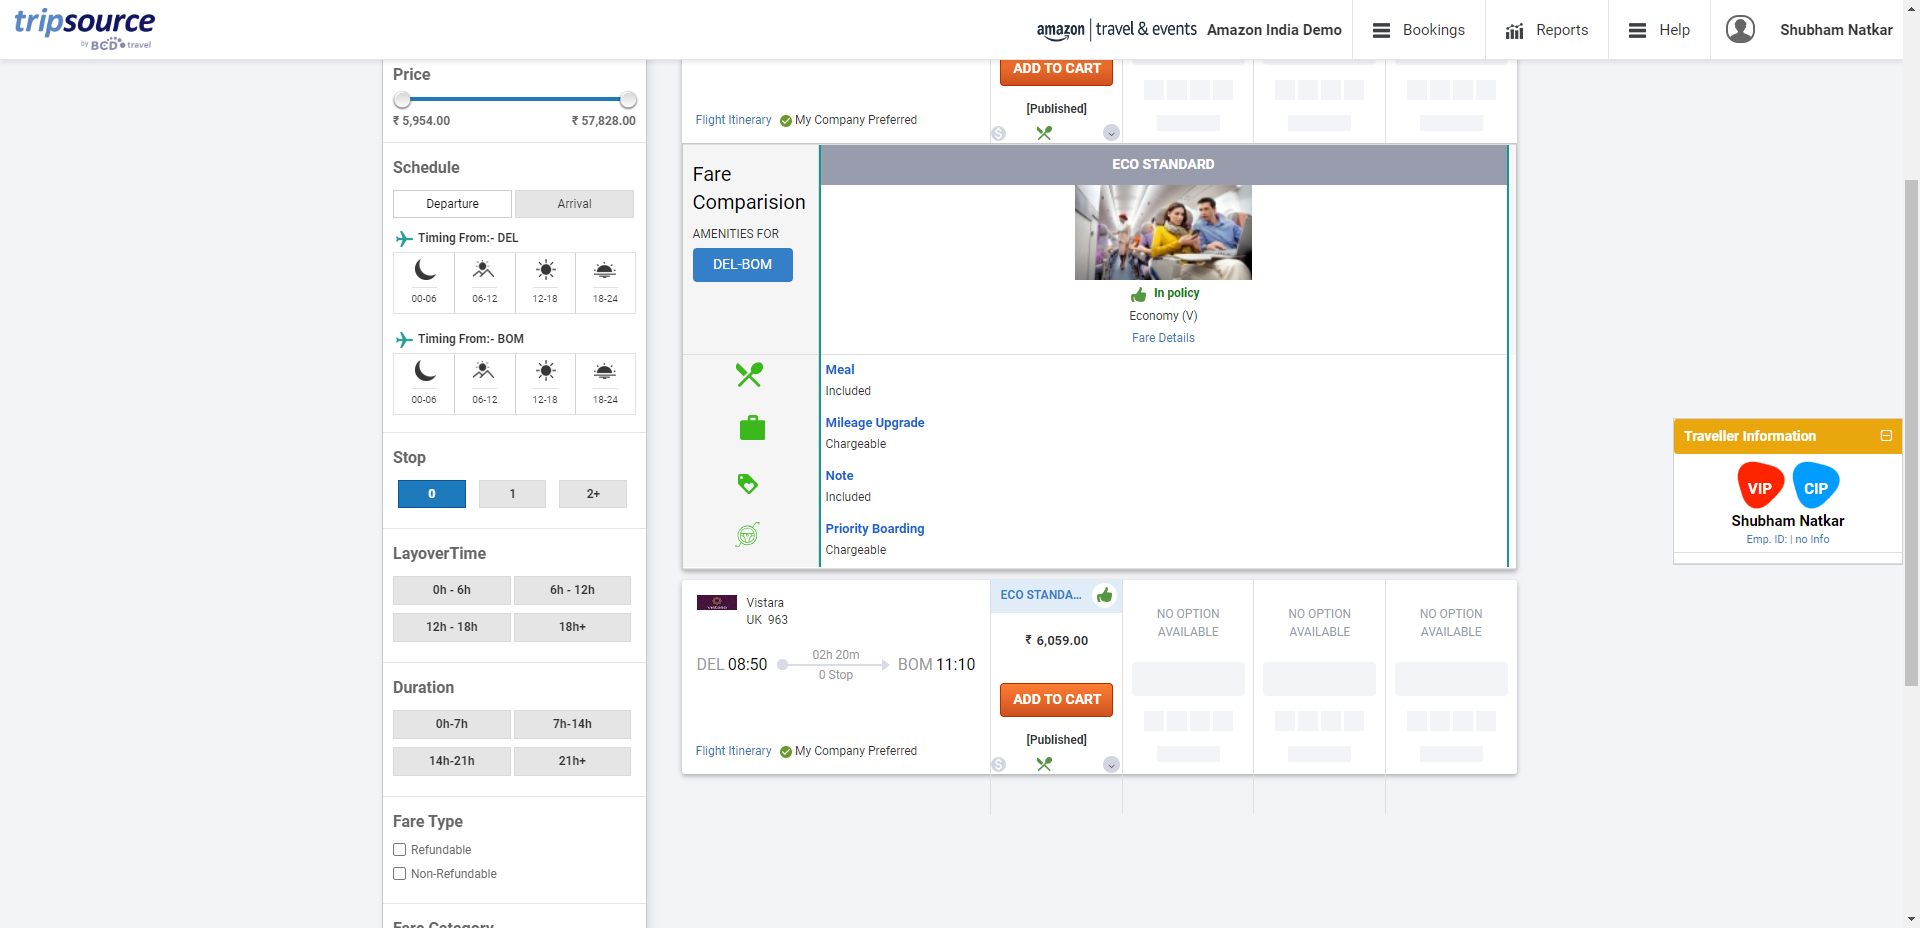 tripsource
by BCD travel
amazon | travel & events Amazon India Demo
Bookings
Reports
Help
Shubham Natkar
Price
₹ 5,954.00 ₹ 57,828.00
Schedule
Departure Arrival
Timing From:- DEL
00-06 06-12 12-18 18-24
Timing From:- BOM
00-06 06-12 12-18 18-24
Stop
0 1 2+
LayoverTime
0h - 6h 6h - 12h
12h - 18h 18h+
Duration
0h-7h 7h-14h
14h-21h 21h+
Fare Type
Refundable
Non-Refundable
Fare Category
ADD TO CART
[Published]
Flight Itinerary My Company Preferred
Fare
Comparision
AMENITIES FOR
DEL-BOM
ECO STANDARD
In policy
Economy (V)
Fare Details
Meal
Included
Mileage Upgrade
Chargeable
Note
Included
Priority Boarding
Chargeable
Vistara
UK 963
DEL 08:50
02h 20m
0 Stop
BOM 11:10
Flight Itinerary My Company Preferred
ECO STANDA...
₹ 6,059.00
ADD TO CART
[Published]
NO OPTION
AVAILABLE
NO OPTION
AVAILABLE
NO OPTION
AVAILABLE
Traveller Information
VIP CIP
Shubham Natkar
Emp. ID: | no Info